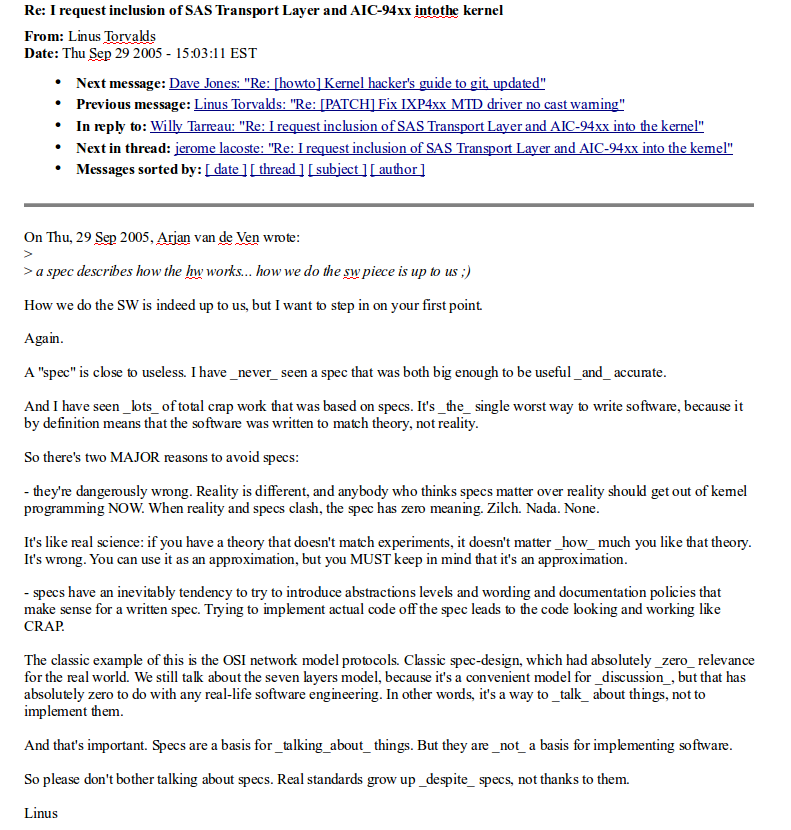 Re: I request inclusion of SAS Transport Layer and AIC-94xx intothe kernel
From: Linus Torvalds
Date: Thu Sep 29 2005 - 15:03:11 EST
• Next message: Dave Jones: "Re: [howto] Kernel hacker's guide to git, updated"
• Previous message: Linus Torvalds: "Re: [PATCH] Fix IXP4xx MTD driver no cast warning"
• In reply to: Willy Tarreau: "Re: I request inclusion of SAS Transport Layer and AIC-94xx into the kernel"
• Next in thread: jerome lacoste: "Re: I request inclusion of SAS Transport Layer and AIC-94xx into the kernel"
• Messages sorted by: [ date ] [ thread ] [ subject ] [ author ]
On Thu, 29 Sep 2005, Arjan van de Ven wrote:
>
> a spec describes how the hw works... how we do the sw piece is up to us ;)
How we do the SW is indeed up to us, but I want to step in on your first point.
Again.
A "spec" is close to useless. I have _never_ seen a spec that was both big enough to be useful _and_ accurate.
And I have seen _lots_ of total crap work that was based on specs. It's _the_ single worst way to write software, because it
by definition means that the software was written to match theory, not reality.
So there's two MAJOR reasons to avoid specs:
- they're dangerously wrong. Reality is different, and anybody who thinks specs matter over reality should get out of kernel
programming NOW. When reality and specs clash, the spec has zero meaning. Zilch. Nada. None.
It's like real science: if you have a theory that doesn't match experiments, it doesn't matter _how_ much you like that theory.
It's wrong. You can use it as an approximation, but you MUST keep in mind that it's an approximation.
- specs have an inevitably tendency to try to introduce abstractions levels and wording and documentation policies that
make sense for a written spec. Trying to implement actual code off the spec leads to the code looking and working like
CRAP.
The classic example of this is the OSI network model protocols. Classic spec-design, which had absolutely _zero_ relevance
for the real world. We still talk about the seven layers model, because it's a convenient model for _discussion_, but that has
absolutely zero to do with any real-life software engineering. In other words, it's a way to _talk_ about things, not to
implement them.
And that's important. Specs are a basis for _talking_about_ things. But they are _not_ a basis for implementing software.
So please don't bother talking about specs. Real standards grow up _despite_ specs, not thanks to them.
Linus